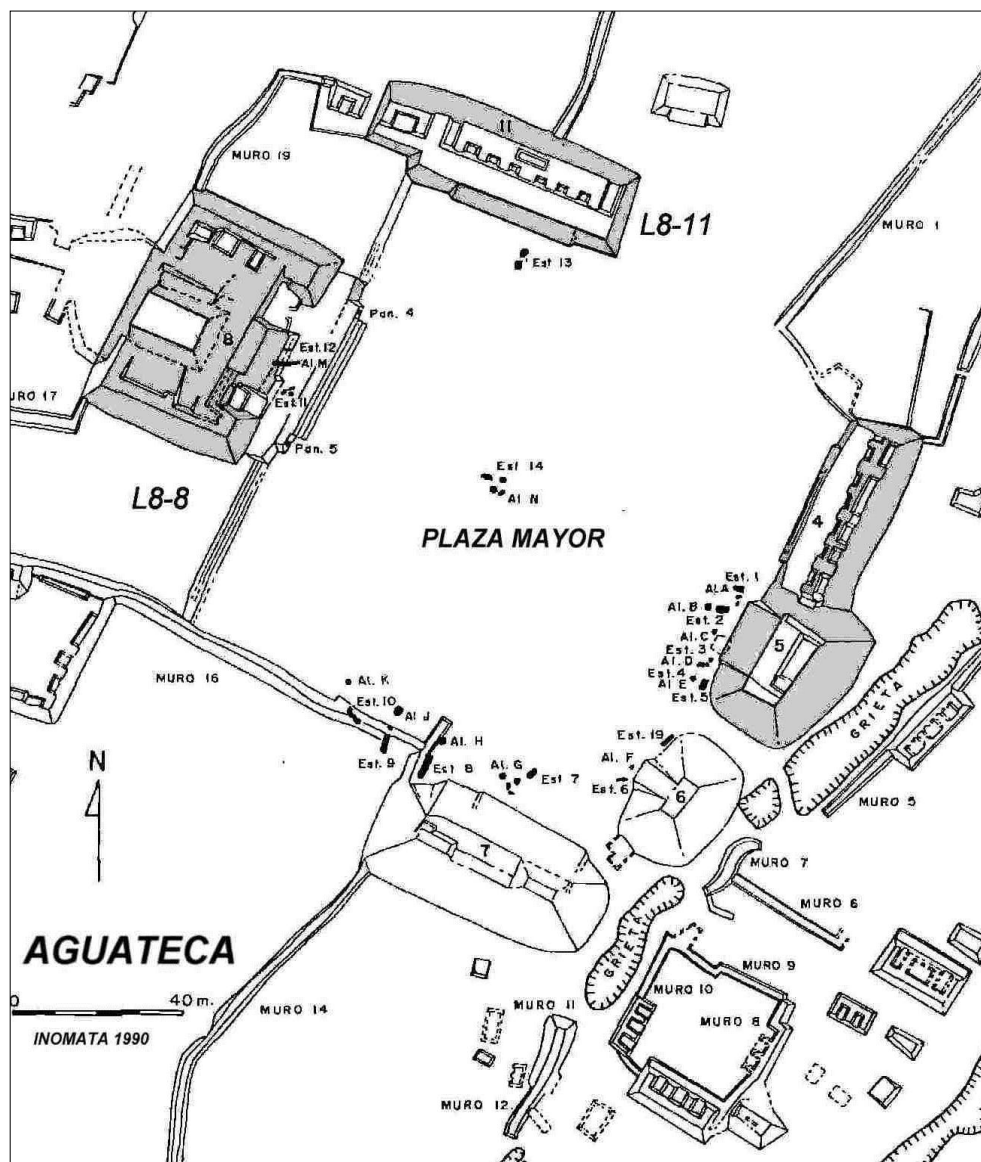 MURO 19
11
L8-11
MURO 1
Est 13
Pan. 4
8
Est. 12
Al. M
Est. 11
URO 17
Pan. 5
L8-8
Est 14
Al. N
PLAZA MAYOR
4
Est. 1
Al. A
Al. B
Est. 2
Al. C
Est. 3
Al. D
Est. 4
Al. E
Est. 5
5
MURO 16
Al. K
Est. 10
Al. J
Est. 9
Al. H
Est. 8
Al. G
Est. 7
Est. 19
Al. F
Est. 6
6
GRIETA
MURO 5
N
7
MURO 7
MURO 6
AGUATECA
0 40 m.
INOMATA 1990
MURO 14
GRIETA
MURO 9
MURO 10
MURO 11
MURO 8
MURO 12